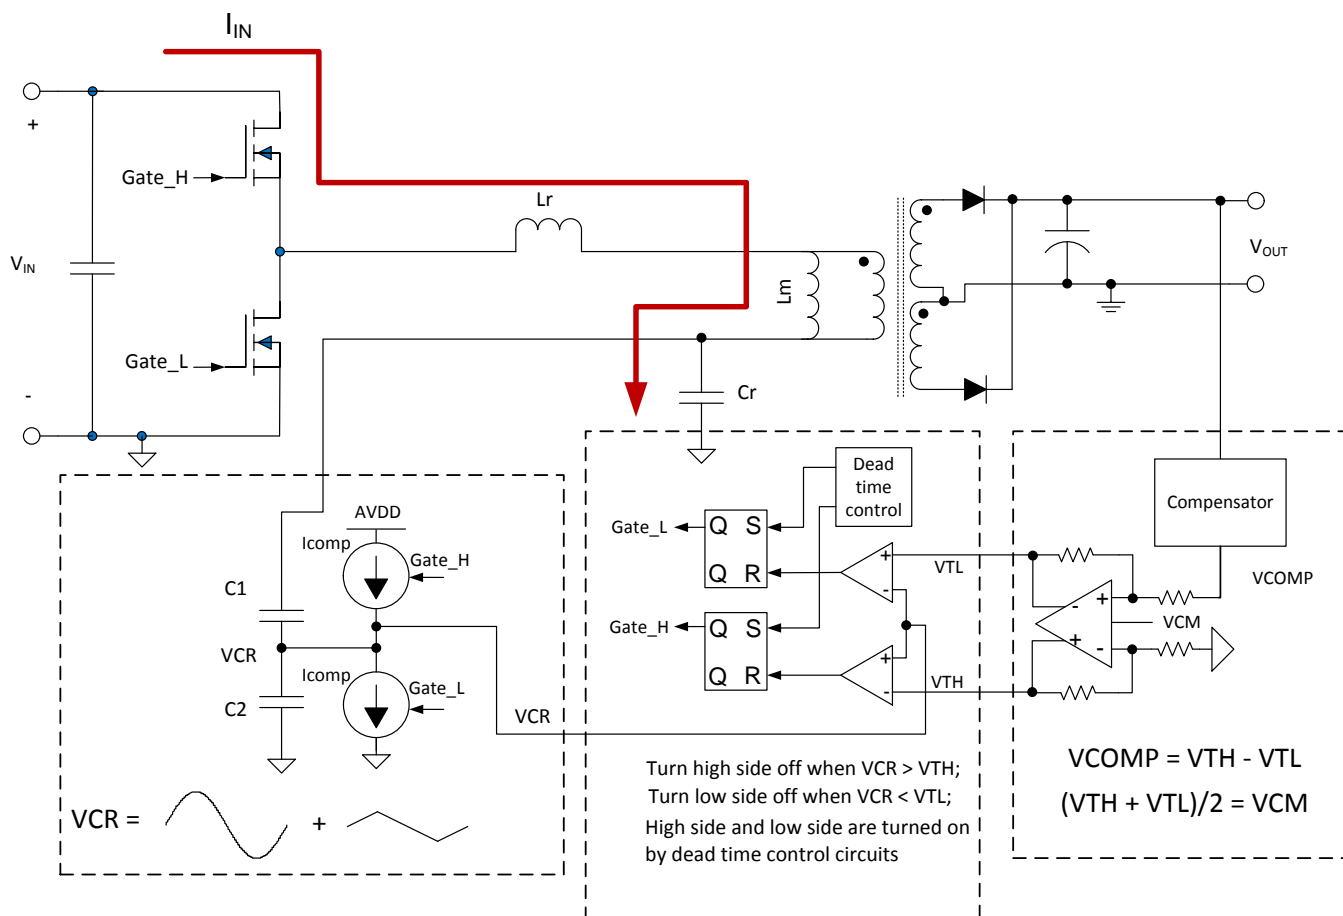 I_IN
+
Gate_H
Lr
V_IN
V_OUT
Lm
Gate_L
-
Cr
Dead
time
control
Compensator
AVDD
Icomp
Gate_H
Gate_L
Q S
Q R
VTL
+
-
VCOMP
C1
Gate_H
Q S
Q R
VCM
-
+
+
-
VCR
Icomp
+
-
VTH
C2
Gate_L
VCR
VCOMP = VTH - VTL
(VTH + VTL)/2 = VCM
Turn high side off when VCR > VTH;
Turn low side off when VCR < VTL;
High side and low side are turned on
by dead time control circuits
VCR = +